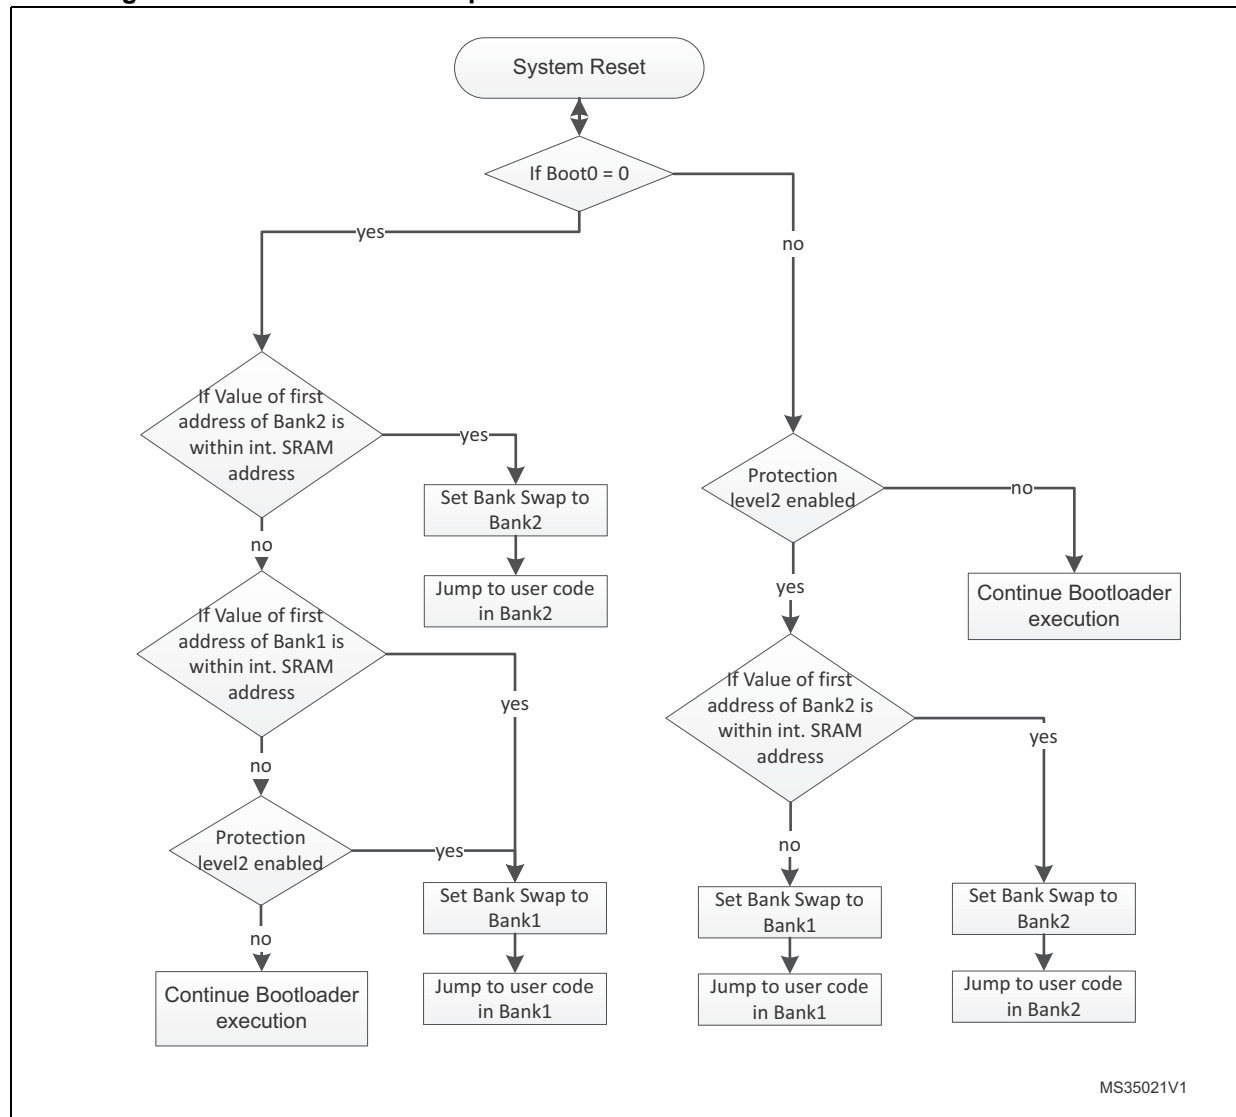 System Reset
If Boot0 = 0
yes
no
If Value of first
address of Bank2 is
within int. SRAM
address
yes
Set Bank Swap to
Bank2
Jump to user code
in Bank2
no
If Value of first
address of Bank1 is
within int. SRAM
address
yes
no
Protection
level2 enabled
yes
Set Bank Swap to
Bank1
Jump to user code
in Bank1
no
Continue Bootloader
execution
Protection
level2 enabled
no
Continue Bootloader
execution
yes
If Value of first
address of Bank2 is
within int. SRAM
address
yes
no
Set Bank Swap to
Bank1
Jump to user code
in Bank1
Set Bank Swap to
Bank2
Jump to user code
in Bank2
MS35021V1